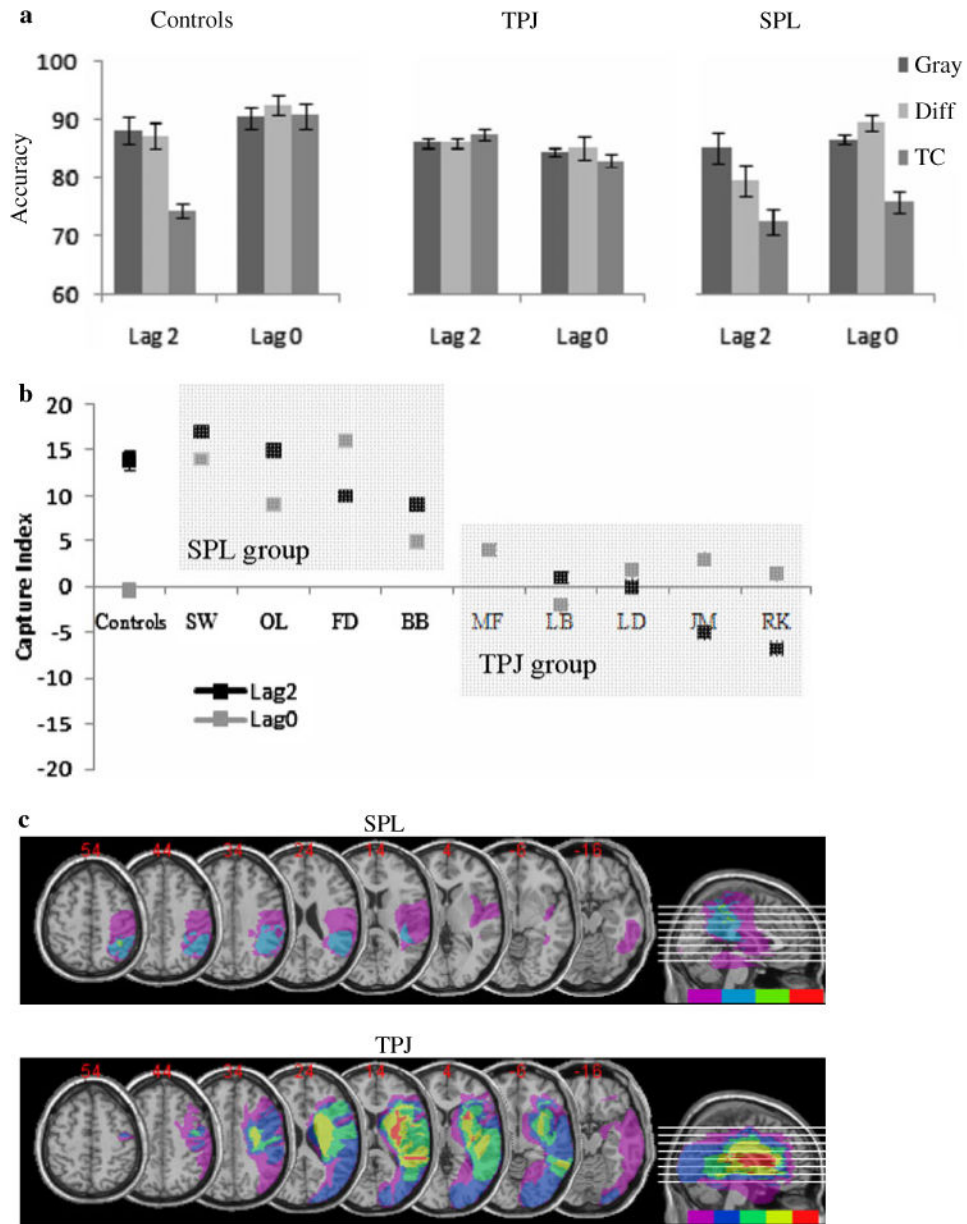 a
Controls
TPJ
SPL
100
90
80
70
60
Accuracy
Gray
Diff
TC
Lag 2
Lag 0
Lag 2
Lag 0
Lag 2
Lag 0
b
20
15
10
5
0
-5
-10
-15
-20
Capture Index
SPL group
Controls SW OL FD BB MF LB LD JM RK
TPJ group
Lag2
Lag0
c
SPL
54 44 34 24 14 4 -6 -16
TPJ
54 44 34 24 14 4 -6 -16